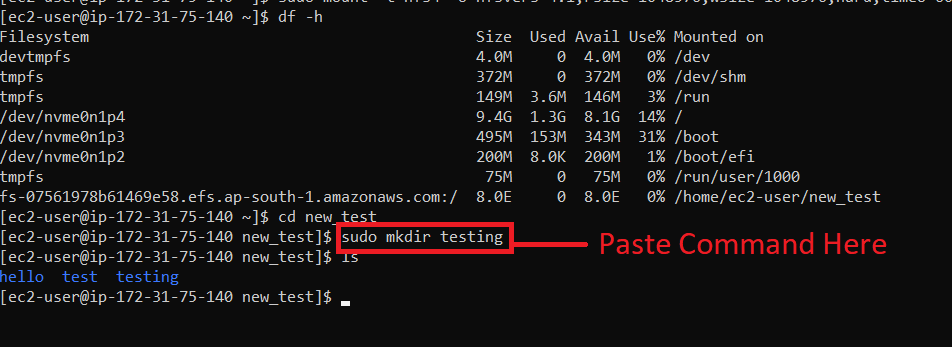 [ec2-user@ip-172-31-75-140 ~]$ df -h
Filesystem Size Used Avail Use% Mounted on
devtmpfs 4.0M 0 4.0M 0% /dev
tmpfs 372M 0 372M 0% /dev/shm
tmpfs 149M 3.6M 146M 3% /run
/dev/nvme0n1p4 9.4G 1.3G 8.1G 14% /
/dev/nvme0n1p3 495M 153M 343M 31% /boot
/dev/nvme0n1p2 200M 8.0K 200M 1% /boot/efi
tmpfs 75M 0 75M 0% /run/user/1000
fs-07561978b61469e58.efs.ap-south-1.amazonaws.com:/ 8.0E 0 8.0E 0% /home/ec2-user/new_test
[ec2-user@ip-172-31-75-140 ~]$ cd new_test
[ec2-user@ip-172-31-75-140 new_test]$ sudo mkdir testing Paste Command Here
[ec2-user@ip-172-31-75-140 new_test]$ ls
hello test testing
[ec2-user@ip-172-31-75-140 new_test]$